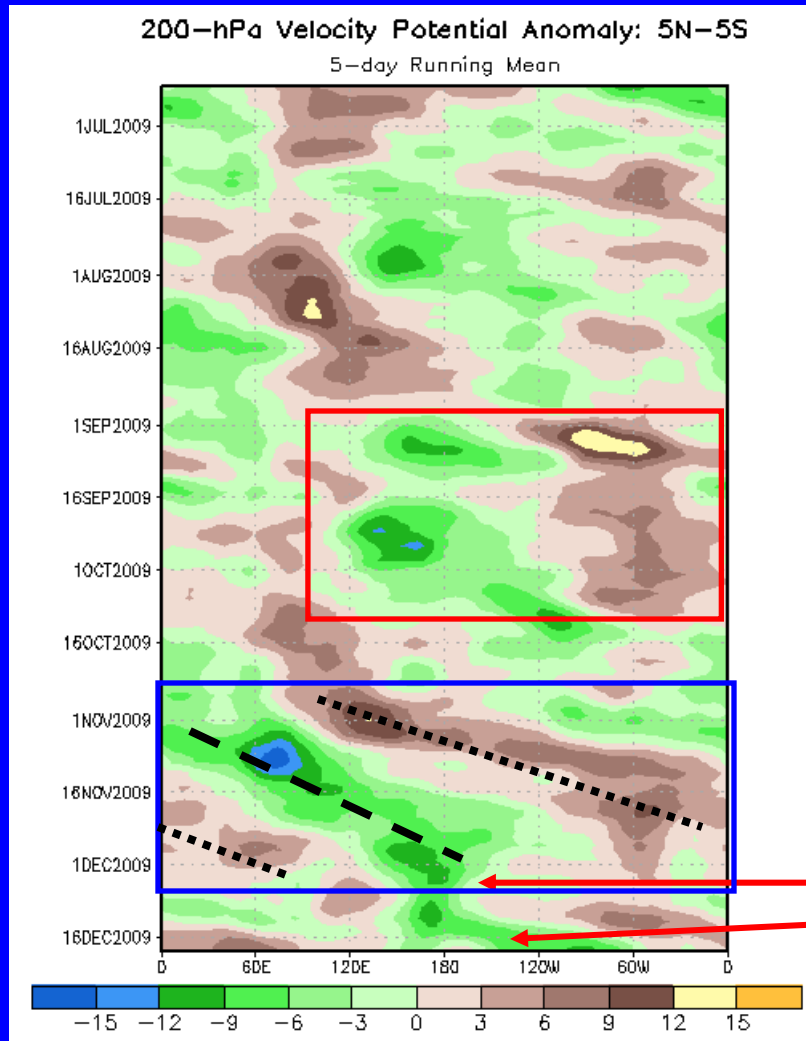 200-hPa Velocity Potential Anomaly: 5N-5S
5-day Running Mean
1JUL2009
16JUL2009
1AUG2009
16AUG2009
1SEP2009
16SEP2009
1OCT2009
16OCT2009
1NOV2009
16NOV2009
1DEC2009
16DEC2009
0 60E 120E 180 120W 60W 0
-15 -12 -9 -6 -3 0 3 6 9 12 15